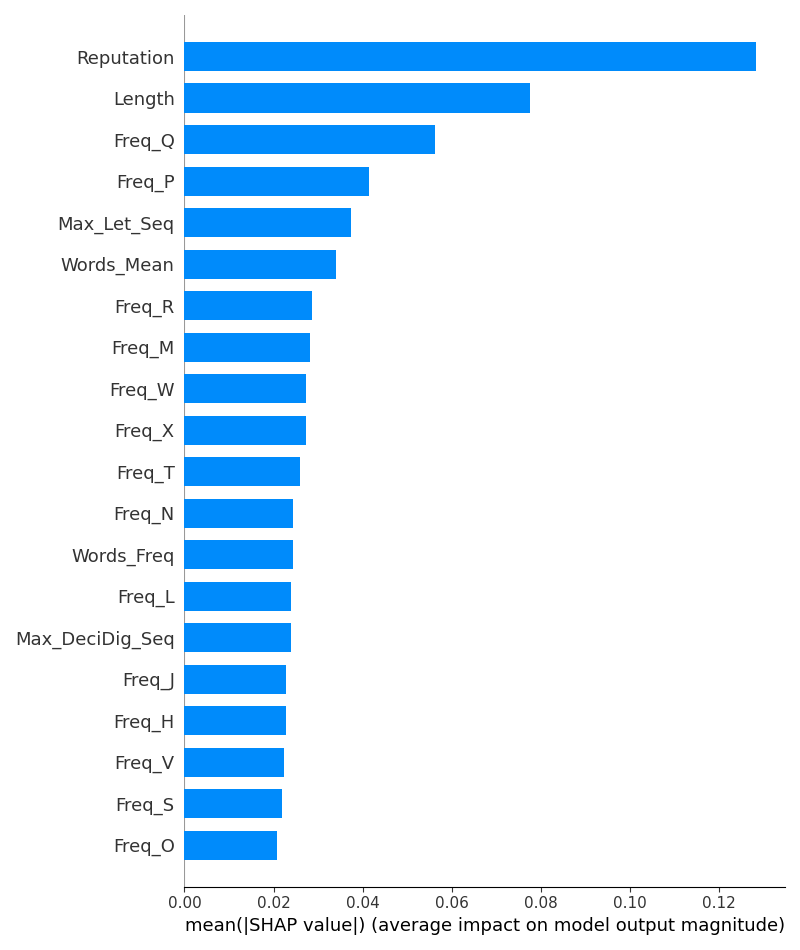 Reputation
Length
Freq_Q
Freq_P
Max_Let_Seq
Words_Mean
Freq_R
Freq_M
Freq_W
Freq_X
Freq_T
Freq_N
Words_Freq
Freq_L
Max_DeciDig_Seq
Freq_J
Freq_H
Freq_V
Freq_S
Freq_O
0.00 0.02 0.04 0.06 0.08 0.10 0.12
mean(|SHAP value|) (average impact on model output magnitude)